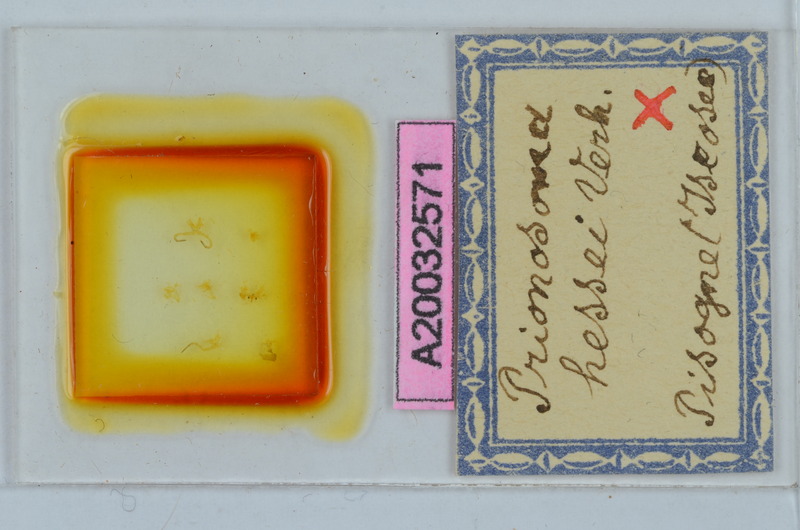 A20032571
Prionosoma
hessei Verh.
X
Pisogne (Iseosee)